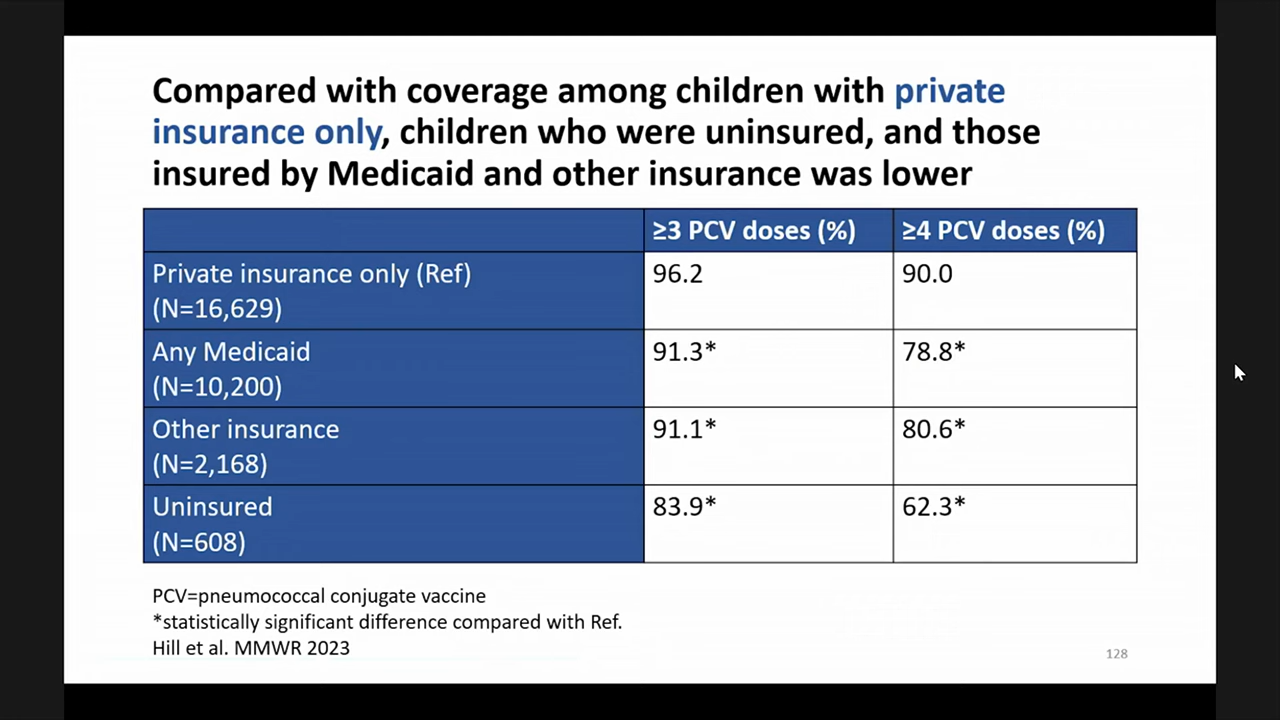 Compared with coverage among children with private
insurance only, children who were uninsured, and those
insured by Medicaid and other insurance was lower
≥3 PCV doses (%) ≥4 PCV doses (%)
Private insurance only (Ref) 96.2 90.0
(N=16,629)
Any Medicaid 91.3* 78.8*
(N=10,200)
Other insurance 91.1* 80.6*
(N=2,168)
Uninsured 83.9* 62.3*
(N=608)
PCV=pneumococcal conjugate vaccine
*statistically significant difference compared with Ref.
Hill et al. MMWR 2023
128